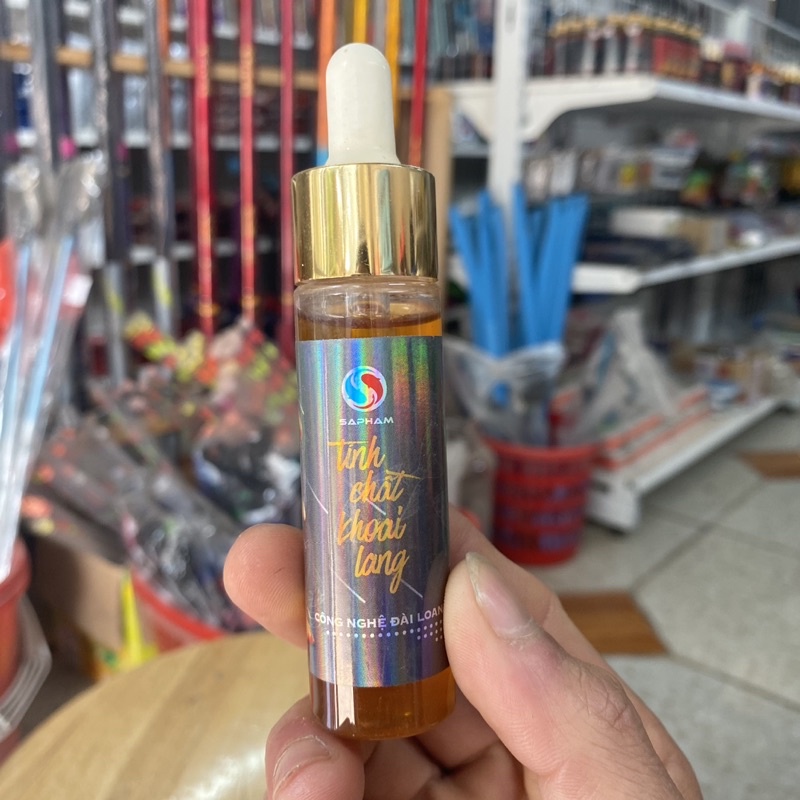 SAPHAM
tinh
chất
khoai
lang
CÔNG NGHỆ ĐÀI LOAN